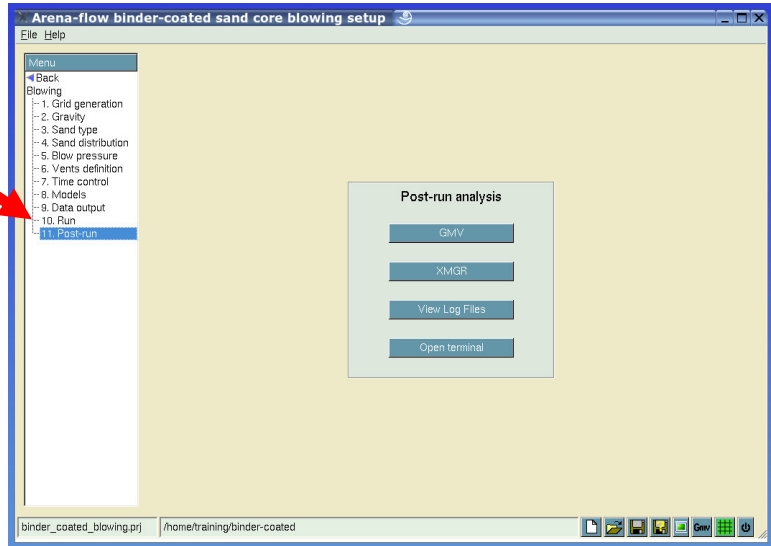 Arena-flow binder-coated sand core blowing setup
File Help
Menu
Back
Blowing
1. Grid generation
2. Gravity
3. Sand type
4. Sand distribution
5. Blow pressure
6. Vents definition
7. Time control
8. Models
9. Data output
10. Run
11. Post-run
Post-run analysis
GMV
XMGR
View Log Files
Open terminal
binder_coated_blowing.prj
/home/training/binder-coated
Gmv